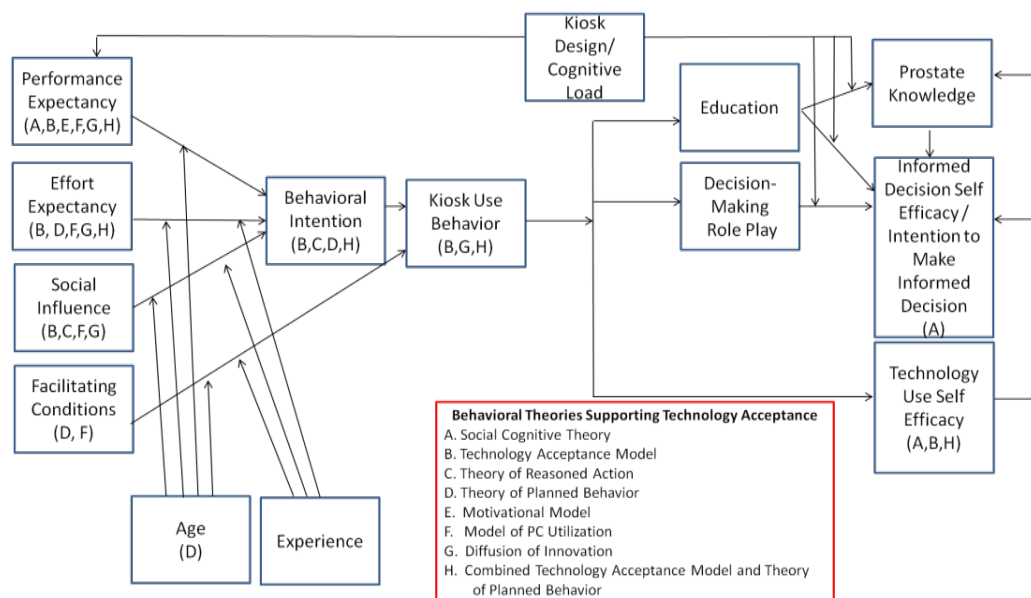 Kiosk
Design/
Cognitive
Load
Performance
Expectancy
(A,B,E,F,G,H)
Effort
Expectancy
(B, D,F,G,H)
Social
Influence
(B,C,F,G)
Facilitating
Conditions
(D, F)
Age
(D)
Experience
Behavioral
Intention
(B,C,D,H)
Kiosk Use
Behavior
(B,G,H)
Education
Decision-
Making
Role Play
Prostate
Knowledge
Informed
Decision Self
Efficacy /
Intention to
Make
Informed
Decision
(A)
Technology
Use Self
Efficacy
(A,B,H)
Behavioral Theories Supporting Technology Acceptance
A. Social Cognitive Theory
B. Technology Acceptance Model
C. Theory of Reasoned Action
D. Theory of Planned Behavior
E. Motivational Model
F. Model of PC Utilization
G. Diffusion of Innovation
H. Combined Technology Acceptance Model and Theory
of Planned Behavior